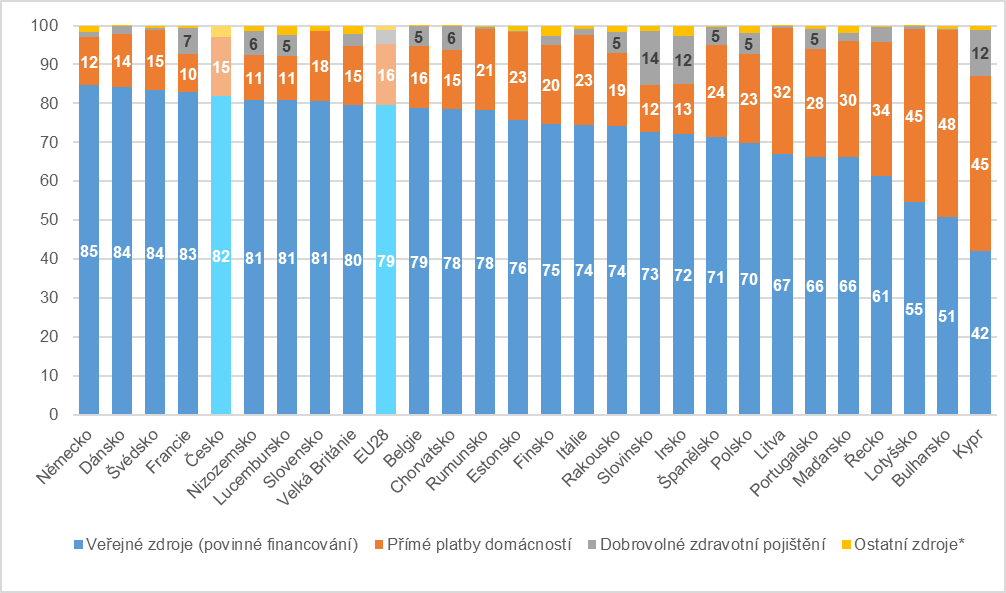 100
90
80
70
60
50
40
30
20
10
0
7 6 5 5 6 5 14 12 5 5 5 12
12 14 15 10 15 11 11 18 15 16 16 15 21 23 20 23 19 12 13 24 23 32 28 30 34 45 48 45
85 84 84 83 82 81 81 81 80 79 79 78 78 76 75 74 74 73 72 71 70 67 66 66 61 55 51 42
Německo
Dánsko
Švédsko
Francie
Česko
Nizozemsko
Lucembursko
Slovensko
Velká Británie
EU28
Belgie
Chorvatsko
Rumunsko
Estonsko
Finsko
Itálie
Rakousko
Slovinsko
Irsko
Španělsko
Polsko
Litva
Portugalsko
Maďarsko
Řecko
Lotyšsko
Bulharsko
Kypr
Veřejné zdroje (povinné financování) Přímé platby domácností Dobrovolné zdravotní pojištění Ostatní zdroje*